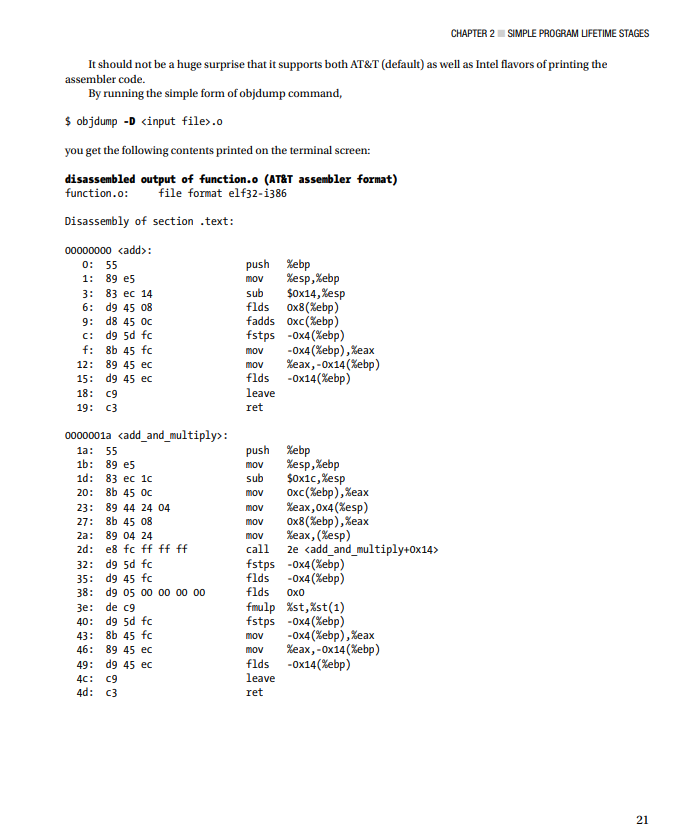 CHAPTER 2 ■ SIMPLE PROGRAM LIFETIME STAGES
It should not be a huge surprise that it supports both AT&T (default) as well as Intel flavors of printing the
assembler code.
By running the simple form of objdump command,
$ objdump -D <input file>.o
you get the following contents printed on the terminal screen:
disassembled output of function.o (AT&T assembler format)
function.o:     file format elf32-i386
Disassembly of section .text:
00000000 <add>:
0:  55                      push   %ebp
1:  89 e5                   mov    %esp,%ebp
3:  83 ec 14                sub    $0x14,%esp
6:  d9 45 08                flds   0x8(%ebp)
9:  d8 45 0c                fadds  0xc(%ebp)
c:  d9 5d fc                fstps  -0x4(%ebp)
f:  8b 45 fc                mov    -0x4(%ebp),%eax
12:  89 45 ec                mov    %eax,-0x14(%ebp)
15:  d9 45 ec                flds   -0x14(%ebp)
18:  c9                      leave
19:  c3                      ret
0000001a <add_and_multiply>:
1a:  55                      push   %ebp
1b:  89 e5                   mov    %esp,%ebp
1d:  83 ec 1c                sub    $0x1c,%esp
20:  8b 45 0c                mov    0xc(%ebp),%eax
23:  89 44 24 04             mov    %eax,0x4(%esp)
27:  8b 45 08                mov    0x8(%ebp),%eax
2a:  89 04 24                mov    %eax,(%esp)
2d:  e8 fc ff ff ff          call   2e <add_and_multiply+0x14>
32:  d9 5d fc                fstps  -0x4(%ebp)
35:  d9 45 fc                flds   -0x4(%ebp)
38:  d9 05 00 00 00 00       flds   0x0
3e:  de c9                   fmulp  %st,%st(1)
40:  d9 5d fc                fstps  -0x4(%ebp)
43:  8b 45 fc                mov    -0x4(%ebp),%eax
46:  89 45 ec                mov    %eax,-0x14(%ebp)
49:  d9 45 ec                flds   -0x14(%ebp)
4c:  c9                      leave
4d:  c3                      ret
21